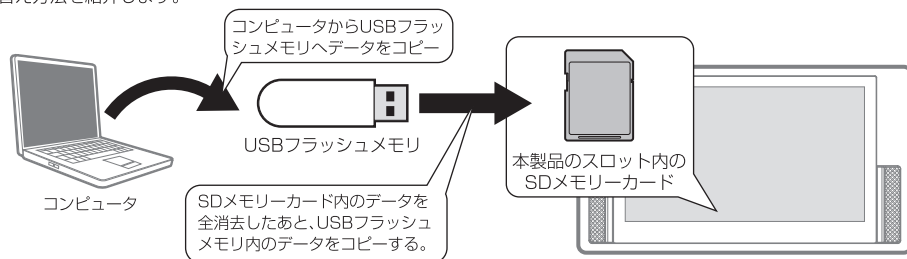 替え方法を紹介します。
コンピュータからUSBフラッ
シュメモリへデータをコピー
USBフラッシュメモリ
コンピュータ
SDメモリーカード内のデータを
全消去したあと、USBフラッシュ
メモリ内のデータをコピーする。
本製品のスロット内の
SDメモリーカード